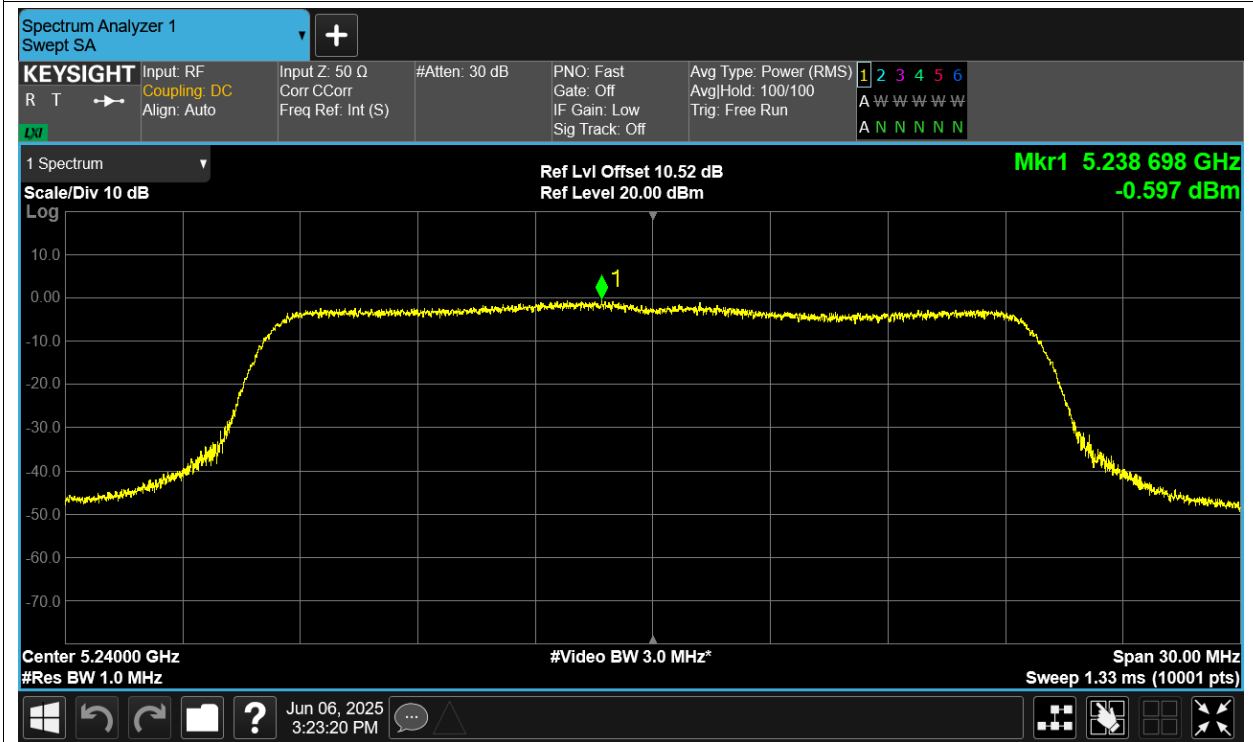 Spectrum Analyzer 1
Swept SA
+
KEYSIGHT
R T
LXI
Input: RF
Coupling: DC
Align: Auto
Input Z: 50 Ω
Corr CCorr
Freq Ref: Int (S)
#Atten: 30 dB
PNO: Fast
Gate: Off
IF Gain: Low
Sig Track: Off
Avg Type: Power (RMS)
Avg|Hold: 100/100
Trig: Free Run
1 2 3 4 5 6
A W W W W W
A N N N N N
1 Spectrum
Scale/Div 10 dB
Log
Ref Lvl Offset 10.52 dB
Ref Level 20.00 dBm
Mkr1 5.238 698 GHz
-0.597 dBm
1
10.0
0.00
-10.0
-20.0
-30.0
-40.0
-50.0
-60.0
-70.0
Center 5.24000 GHz
#Res BW 1.0 MHz
#Video BW 3.0 MHz*
Span 30.00 MHz
Sweep 1.33 ms (10001 pts)
?
Jun 06, 2025
3:23:20 PM